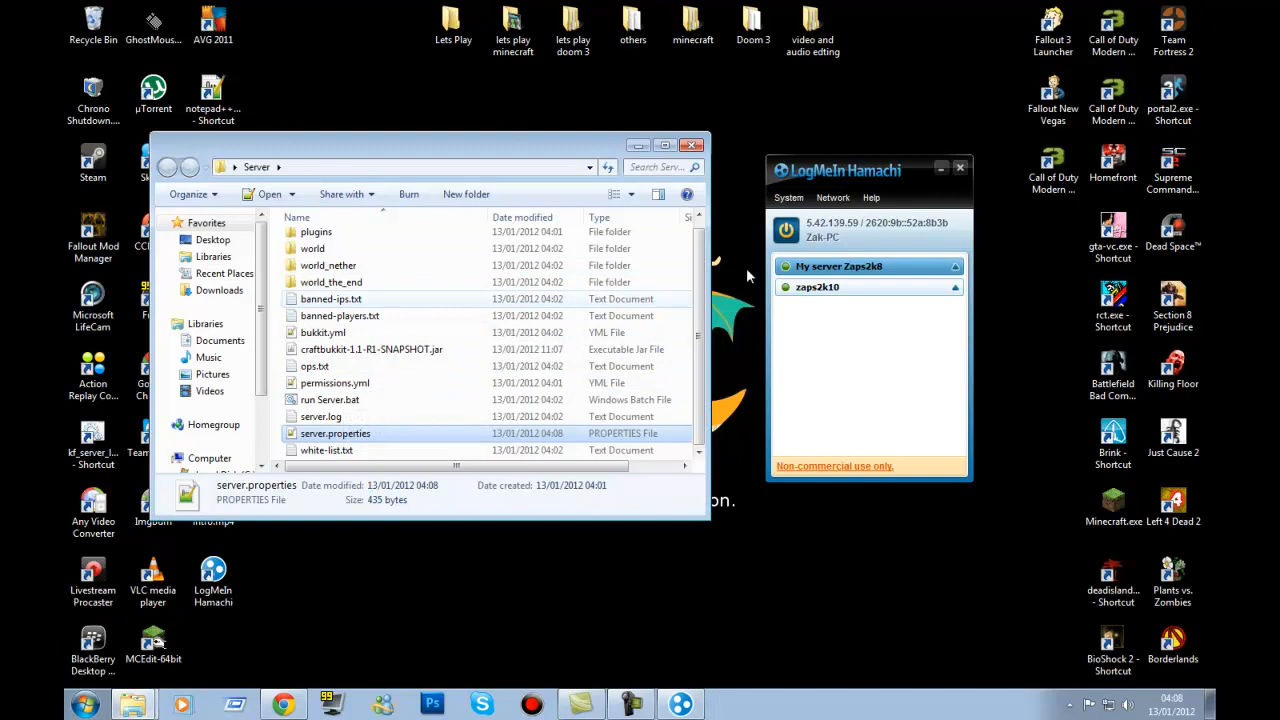 Recycle Bin
GhostMous...
AVG 2011
Lets Play
lets play
minecraft
lets play
doom 3
others
minecraft
Doom 3
video and
audio edting
Fallout 3
Launcher
Call of Duty
Modern ...
Team
Fortress 2
Chrono
Shutdown....
µTorrent
notepad++...
- Shortcut
Fallout New
Vegas
Call of Duty
Modern ...
portal2.exe -
Shortcut
Steam
Call of Duty
Modern ...
Homefront
Supreme
Command...
Fallout Mod
Manager
gta-vc.exe -
Shortcut
Dead Space™
Microsoft
LifeCam
rct.exe -
Shortcut
Section 8
Prejudice
Action
Replay Co...
Battlefield
Bad Com...
Killing Floor
kf_server_l...
- Shortcut
Brink -
Shortcut
Just Cause 2
Any Video
Converter
ImgBurn
intro.mp4
Minecraft.exe
Left 4 Dead 2
Livestream
Procaster
VLC media
player
LogMeIn
Hamachi
deadisland...
- Shortcut
Plants vs.
Zombies
BlackBerry
Desktop ...
MCEdit-64bit
BioShock 2 -
Shortcut
Borderlands
Server
Search Serv...
Organize
Open
Share with
Burn
New folder
Favorites
Desktop
Libraries
Recent Places
Downloads
Libraries
Documents
Music
Pictures
Videos
Homegroup
Computer
Name Date modified Type Si
plugins 13/01/2012 04:01 File folder
world 13/01/2012 04:02 File folder
world_nether 13/01/2012 04:02 File folder
world_the_end 13/01/2012 04:02 File folder
banned-ips.txt 13/01/2012 04:02 Text Document
banned-players.txt 13/01/2012 04:02 Text Document
bukkit.yml 13/01/2012 04:02 YML File
craftbukkit-1.1-R1-SNAPSHOT.jar 13/01/2012 11:07 Executable Jar File
ops.txt 13/01/2012 04:02 Text Document
permissions.yml 13/01/2012 04:01 YML File
run Server.bat 13/01/2012 04:02 Windows Batch File
server.log 13/01/2012 04:02 Text Document
server.properties 13/01/2012 04:08 PROPERTIES File
white-list.txt 13/01/2012 04:02 Text Document
server.properties Date modified: 13/01/2012 04:08 Date created: 13/01/2012 04:01
PROPERTIES File Size: 435 bytes
on.
LogMeIn Hamachi
System Network Help
5.42.139.59 / 2620:9b::52a:8b3b
Zak-PC
My server Zaps2k8
zaps2k10
Non-commercial use only.
99
Ps
04:08
13/01/2012